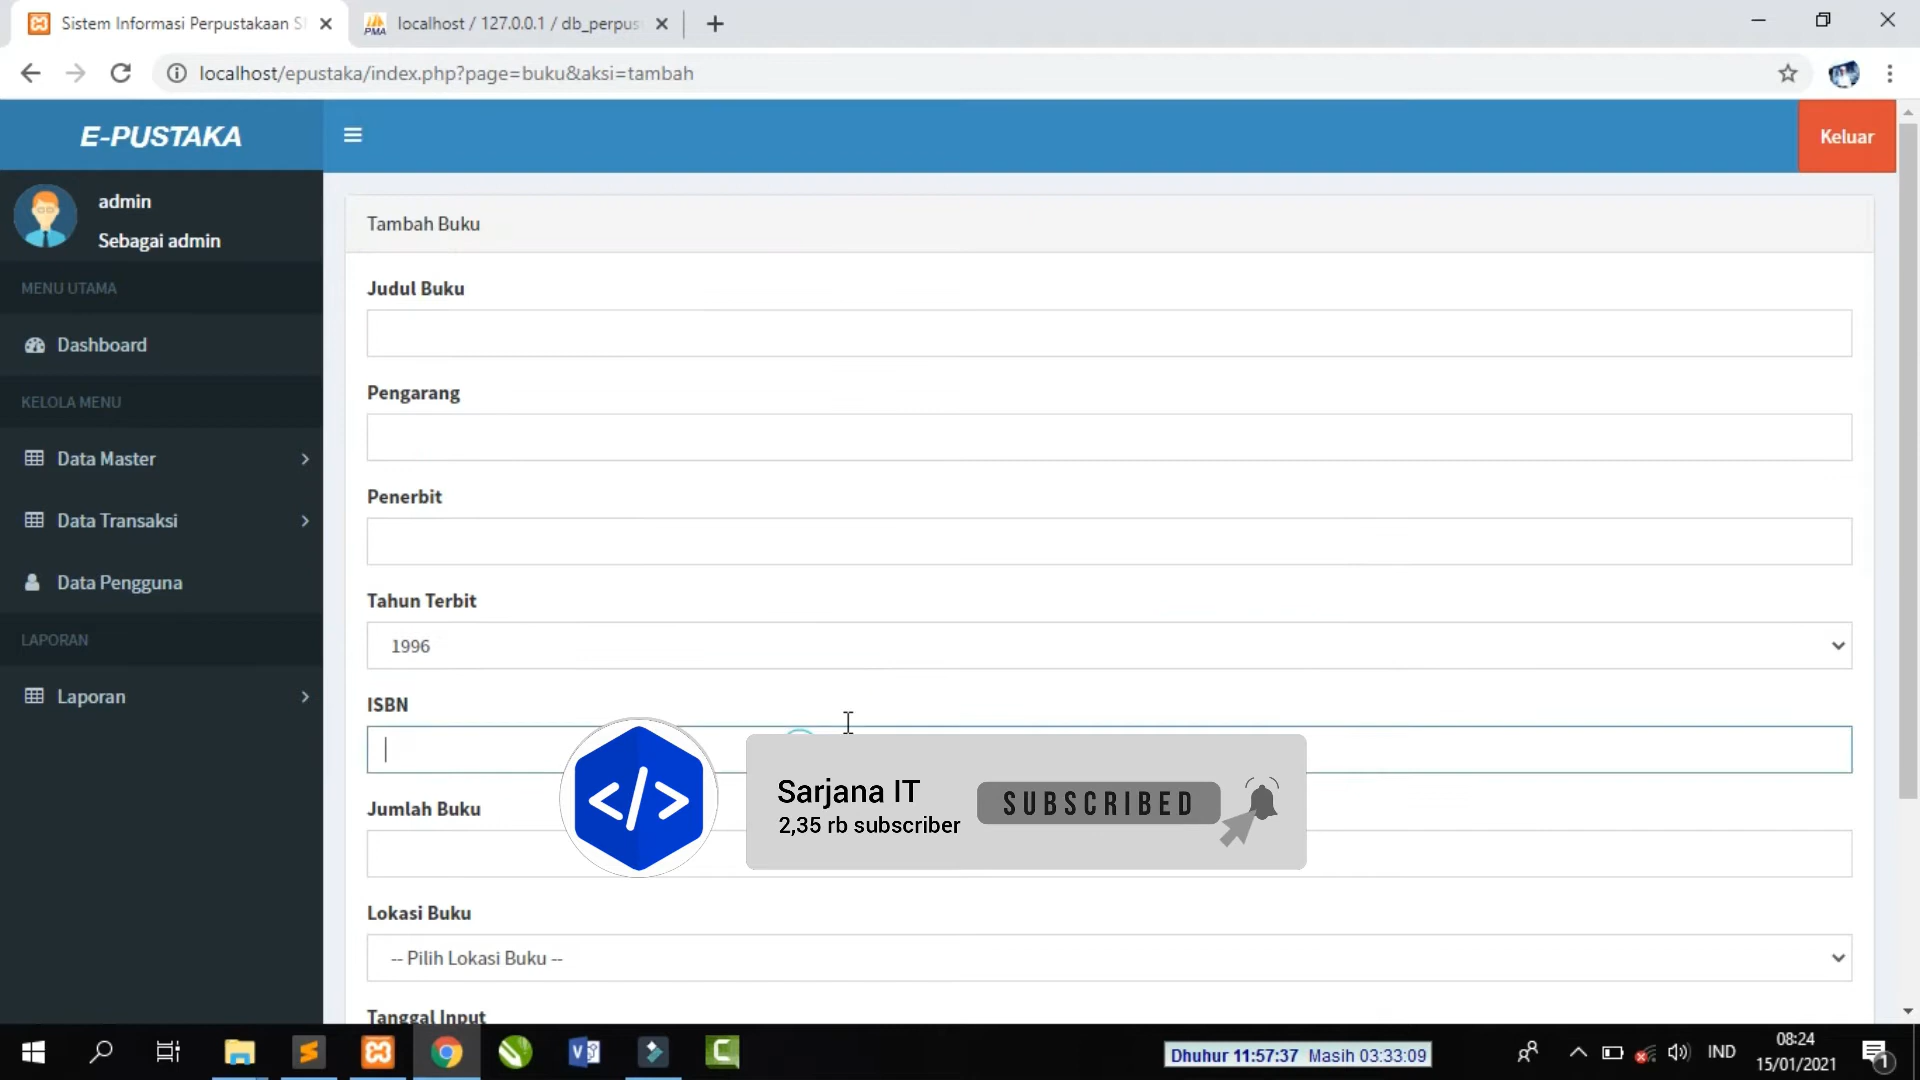 Sistem Informasi Perpustakaan S
localhost / 127.0.0.1 / db_perpus
localhost/epustaka/index.php?page=buku&aksi=tambah
E-PUSTAKA
Keluar
admin
Sebagai admin
MENU UTAMA
Dashboard
KELOLA MENU
Data Master
Data Transaksi
Data Pengguna
LAPORAN
Laporan
Tambah Buku
Judul Buku
Pengarang
Penerbit
Tahun Terbit
1996
ISBN
Jumlah Buku
Sarjana IT
2,35 rb subscriber
SUBSCRIBED
Lokasi Buku
-- Pilih Lokasi Buku --
Tanggal Input
Dhuhur 11:57:37 Masih 03:33:09
IND
08:24
15/01/2021
1